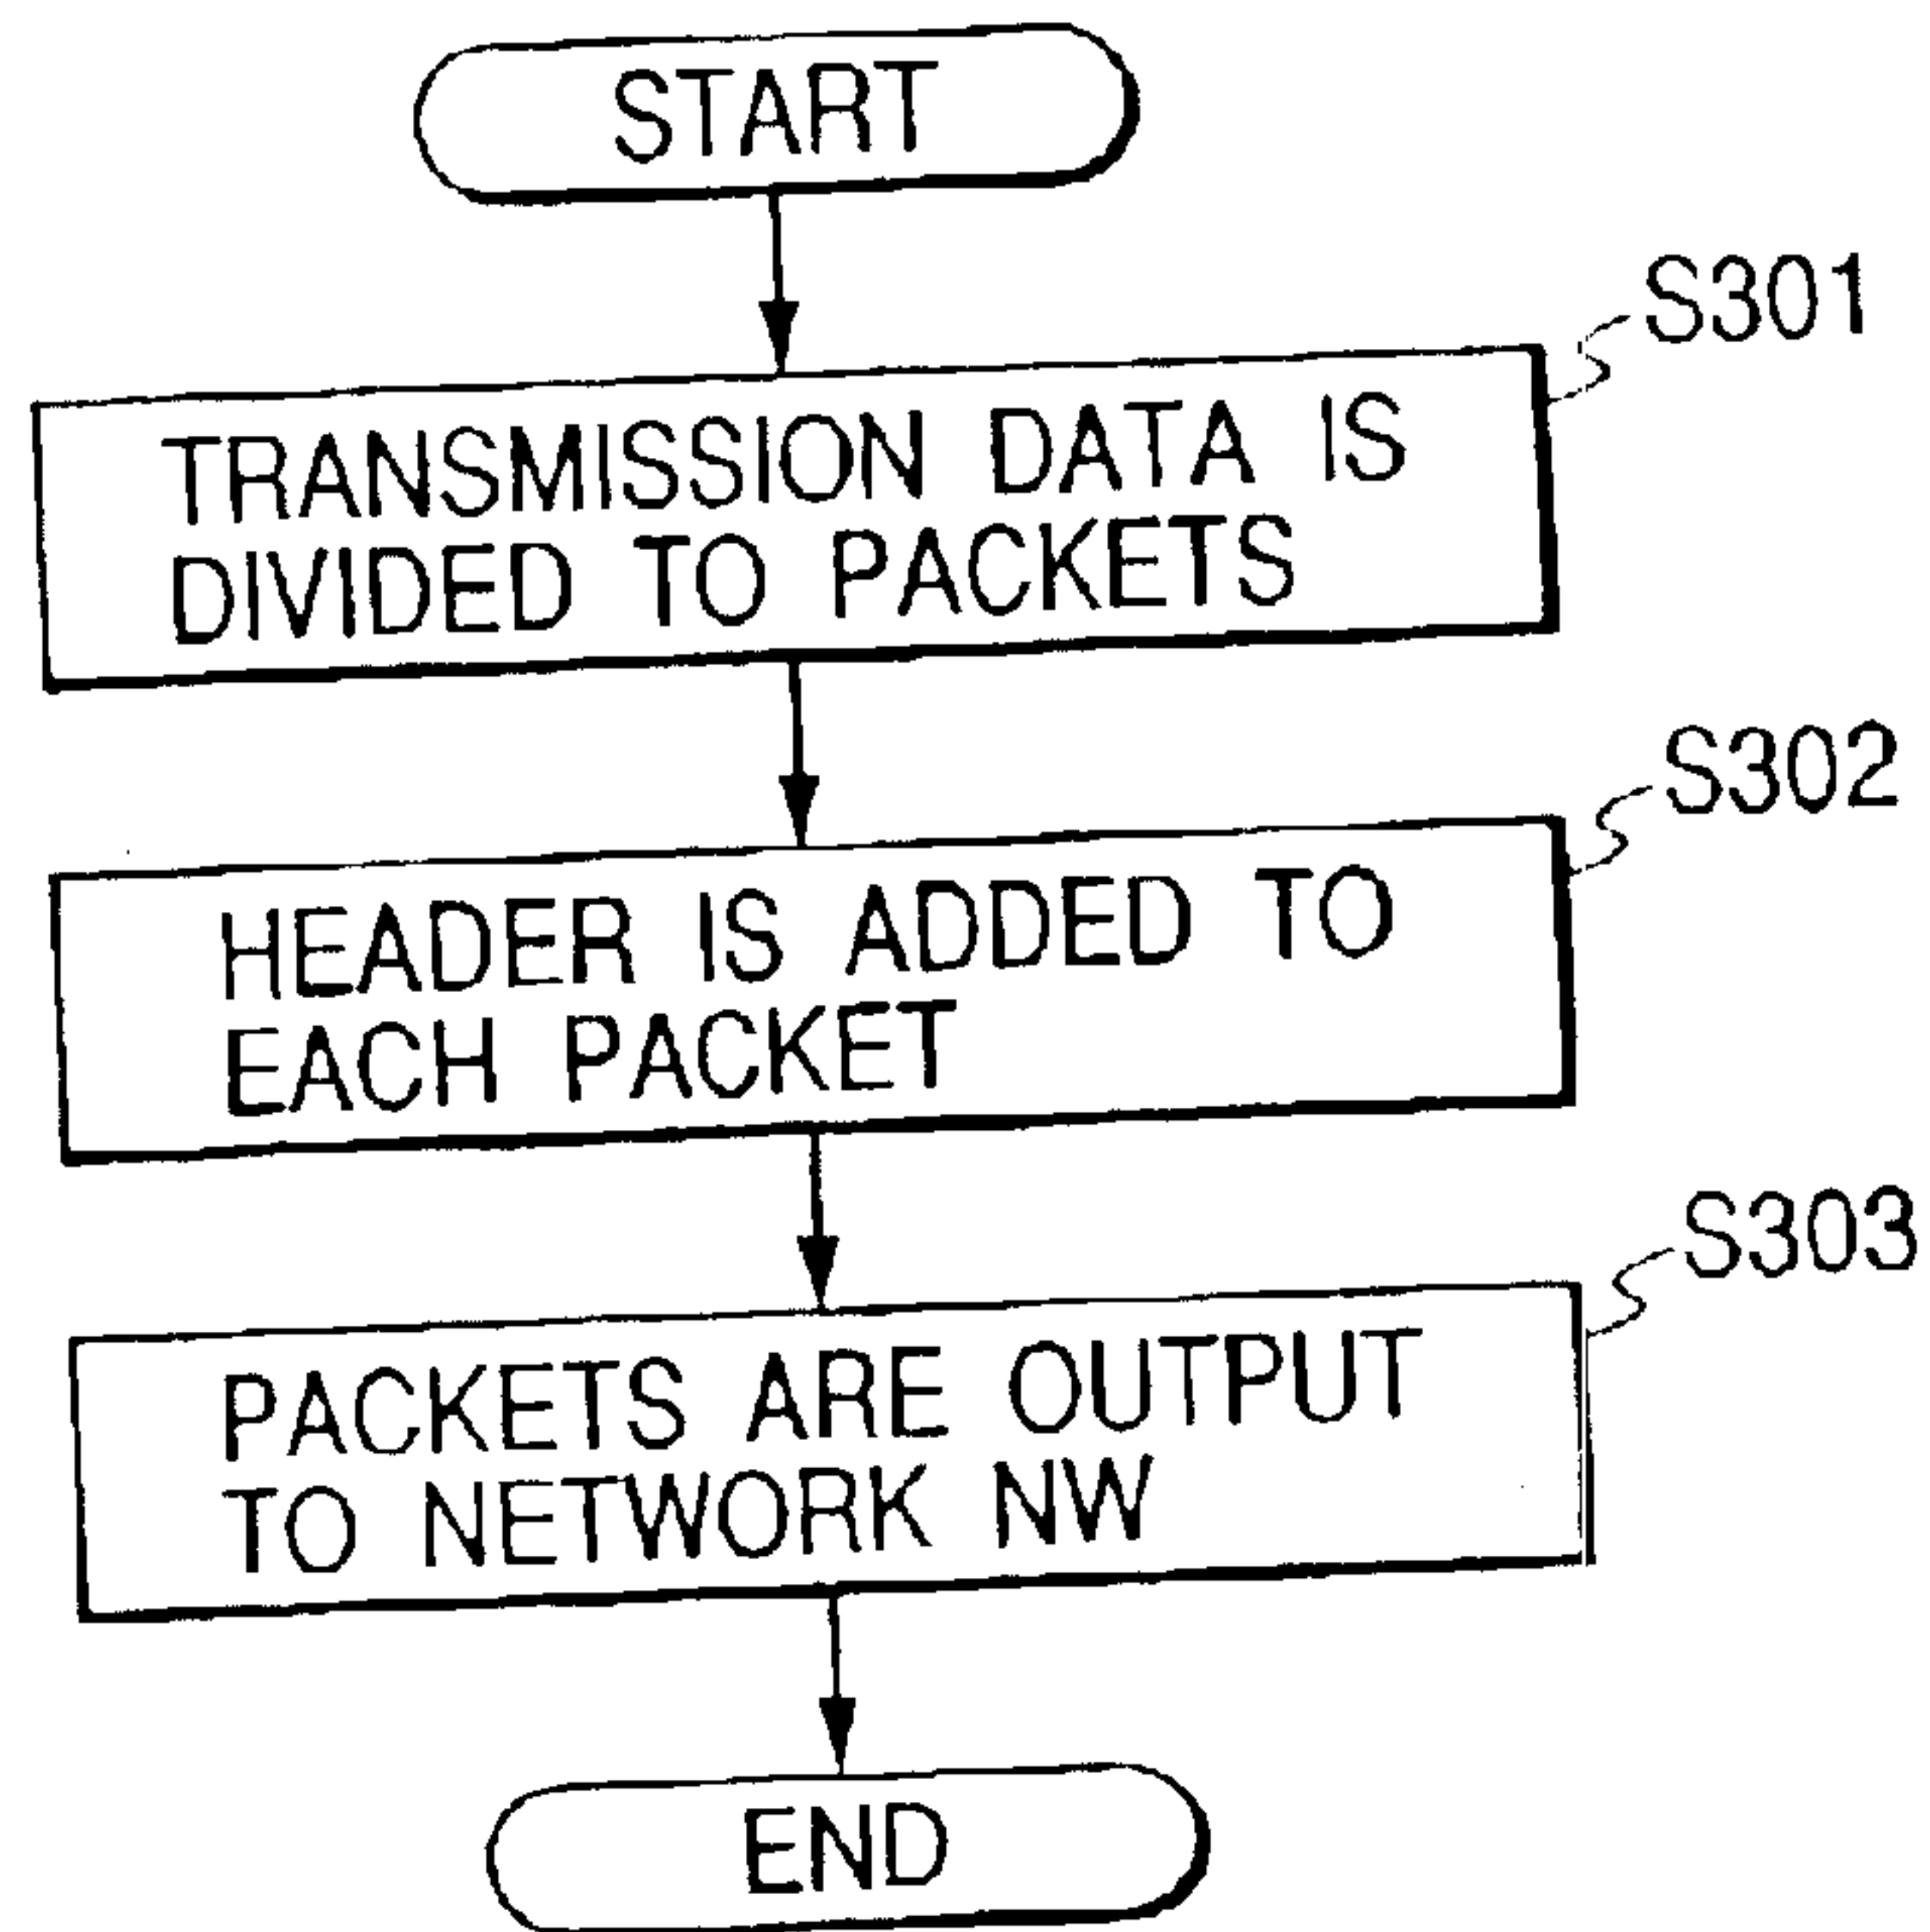 START
S301
TRANSMISSION DATA IS
DIVIDED TO PACKETS
S302
HEADER IS ADDED TO
EACH PACKET
S303
PACKETS ARE OUTPUT
TO NETWORK NW
END